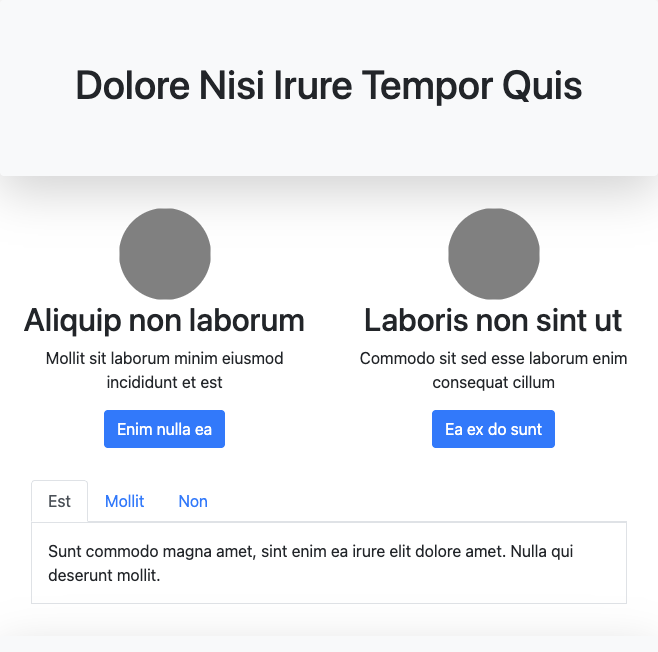 Dolore Nisi Irure Tempor Quis
Aliquip non laborum
Mollit sit laborum minim eiusmod
incididunt et est
Enim nulla ea
Laboris non sint ut
Commodo sit sed esse laborum enim
consequat cillum
Ea ex do sunt
Est
Mollit
Non
Sunt commodo magna amet, sint enim ea irure elit dolore amet. Nulla qui
deserunt mollit.